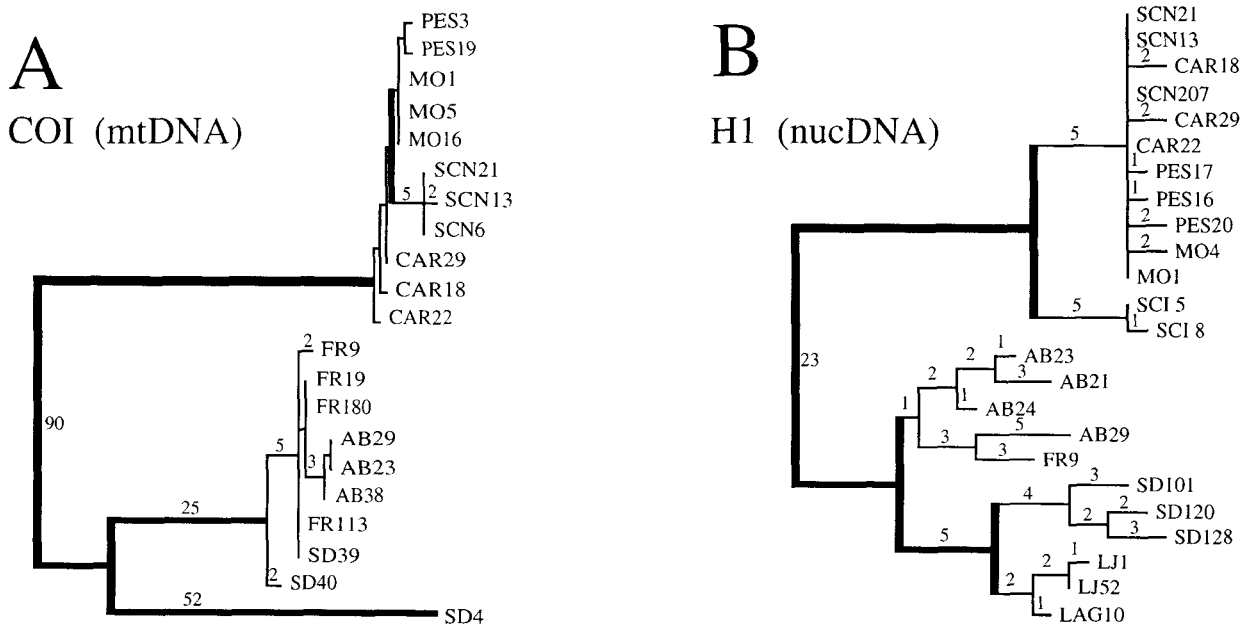 A
COI (mtDNA)
PES3
PES19
MO1
MO5
MO16
SCN21
5
2
SCN13
SCN6
CAR29
CAR18
CAR22
90
2
FR9
FR19
FR180
5
AB29
3
AB23
AB38
25
FR113
SD39
2
SD40
52
SD4
B
H1 (nucDNA)
SCN21
SCN13
2
CAR18
SCN207
2
CAR29
5
CAR22
1
PES17
1
PES16
2
PES20
2
MO4
MO1
5
SCI 5
1
SCI 8
23
1
AB23
2
3
AB21
2
1
AB24
1
5
AB29
3
3
FR9
3
SD101
4
2
SD120
2
3
SD128
5
1
LJ1
2
LJ52
2
1
LAG10